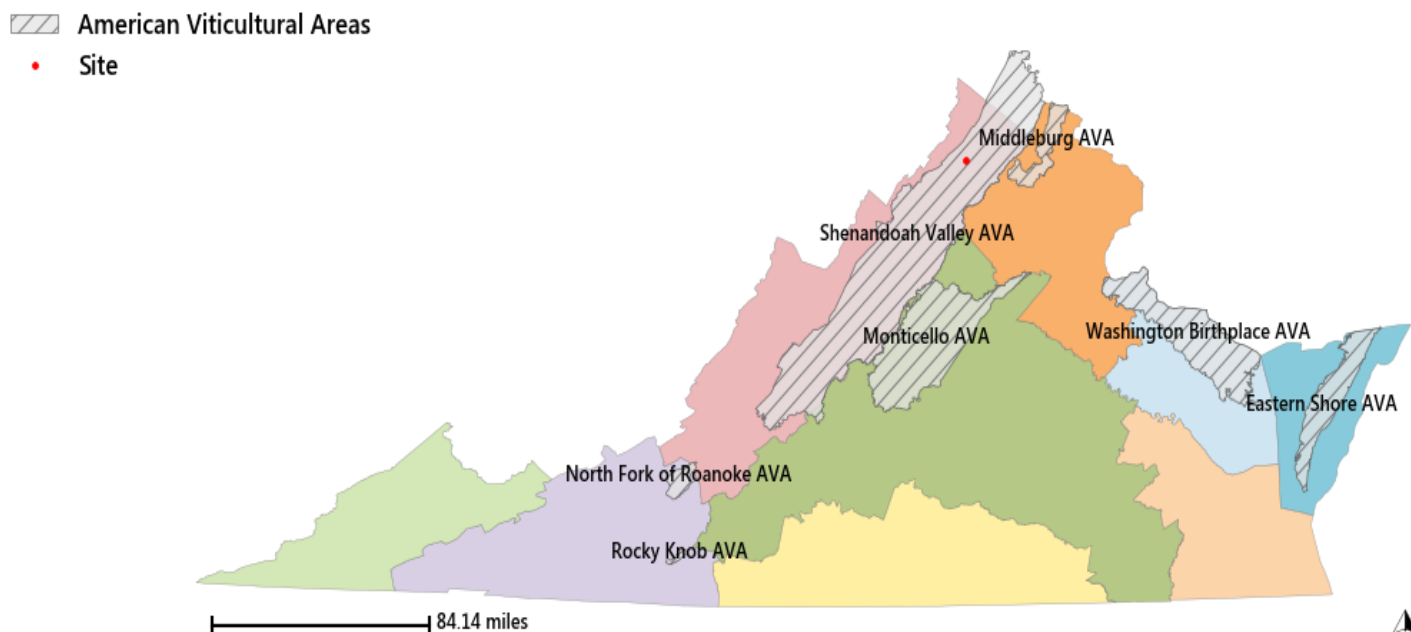 American Viticultural Areas
Site
Middleburg AVA
Shenandoah Valley AVA
Monticello AVA
Washington Birthplace AVA
Eastern Shore AVA
North Fork of Roanoke AVA
Rocky Knob AVA
84.14 miles